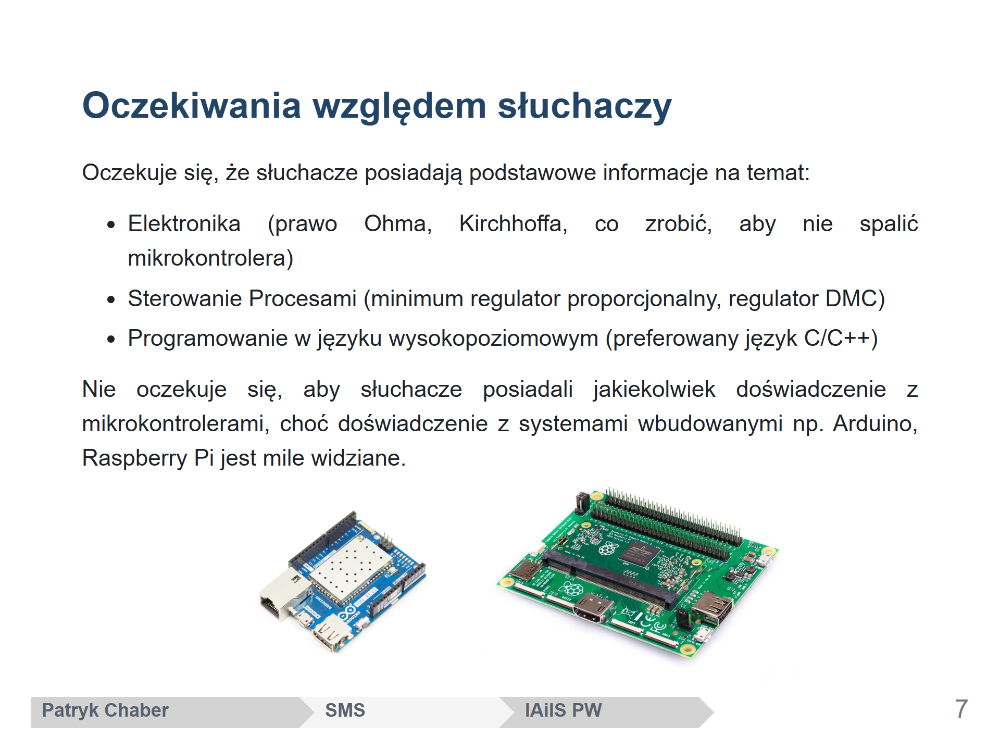 Oczekiwania względem słuchaczy
Oczekuje się, że słuchacze posiadają podstawowe informacje na temat:
• Elektronika (prawo Ohma, Kirchhoffa, co zrobić, aby nie spalić
mikrokontrolera)
• Sterowanie Procesami (minimum regulator proporcjonalny, regulator DMC)
• Programowanie w języku wysokopoziomowym (preferowany język C/C++)
Nie oczekuje się, aby słuchacze posiadali jakiekolwiek doświadczenie z
mikrokontrolerami, choć doświadczenie z systemami wbudowanymi np. Arduino,
Raspberry Pi jest mile widziane.
Patryk Chaber
SMS
IAiIS PW
7